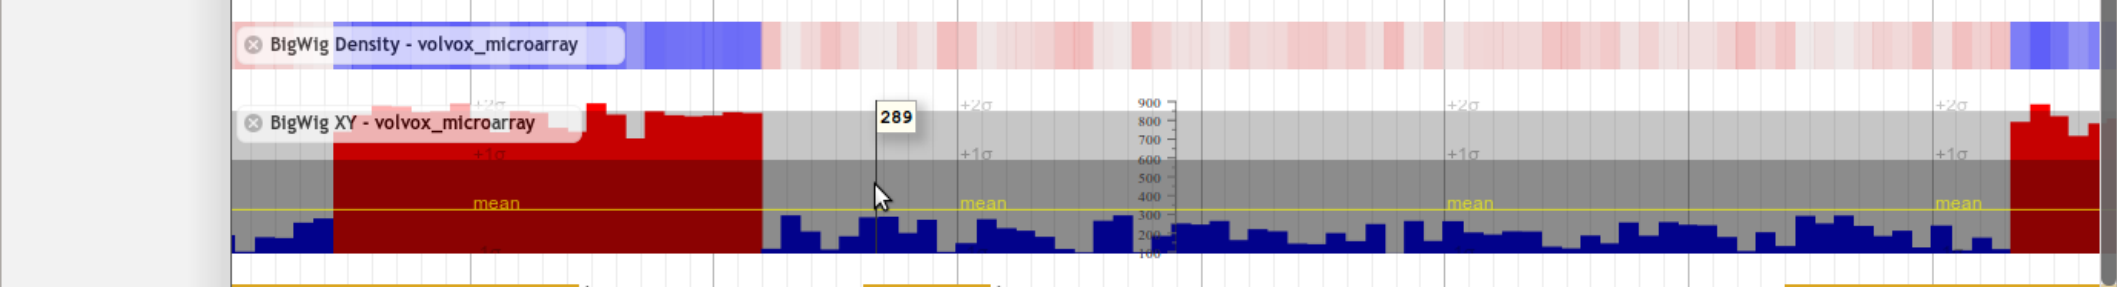 BigWig Density - volvox_microarray
+2σ +2σ 900 +2σ +2σ
BigWig XY - volvox_microarray 289 800
700
+1σ +1σ 600 +1σ +1σ
500
mean mean 400 mean mean
300
200
100